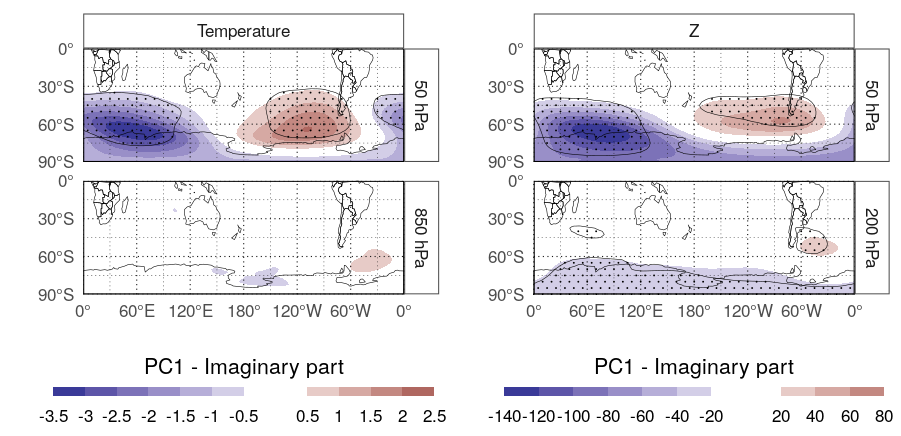 Temperature
Z
0°
30°S
60°S
90°S
50 hPa
0°
30°S
60°S
90°S
50 hPa
0°
30°S
60°S
90°S
850 hPa
0°
30°S
60°S
90°S
200 hPa
0° 60°E 120°E 180° 120°W 60°W 0°
0° 60°E 120°E 180° 120°W 60°W 0°
PC1 - Imaginary part
-3.5 -3 -2.5 -2 -1.5 -1 -0.5 0.5 1 1.5 2 2.5
PC1 - Imaginary part
-140 -120 -100 -80 -60 -40 -20 20 40 60 80